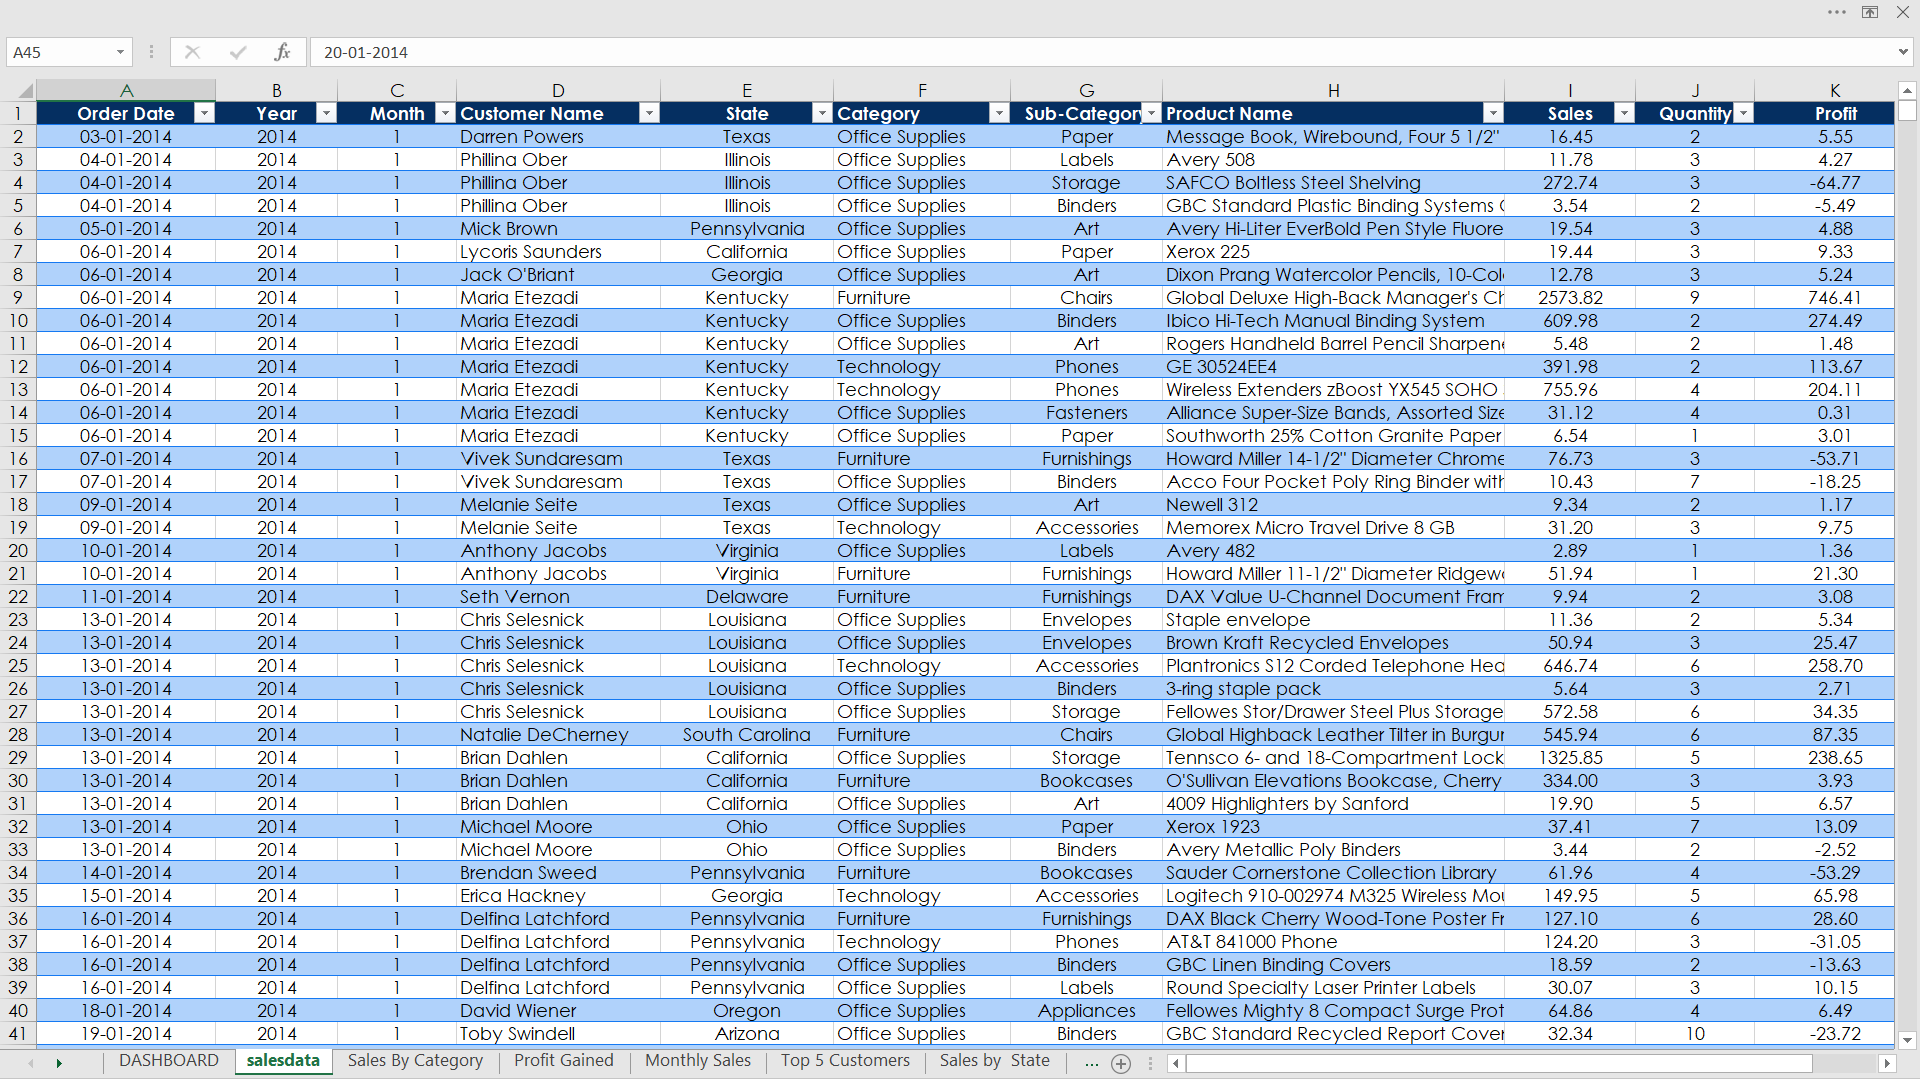 A45 fx 20-01-2014
A B C D E F G H I J K
1 Order Date Year Month Customer Name State Category Sub-Category Product Name Sales Quantity Profit
2 03-01-2014 2014 1 Darren Powers Texas Office Supplies Paper Message Book, Wirebound, Four 5 1/2" 16.45 2 5.55
3 04-01-2014 2014 1 Phillina Ober Illinois Office Supplies Labels Avery 508 11.78 3 4.27
4 04-01-2014 2014 1 Phillina Ober Illinois Office Supplies Storage SAFCO Boltless Steel Shelving 272.74 3 -64.77
5 04-01-2014 2014 1 Phillina Ober Illinois Office Supplies Binders GBC Standard Plastic Binding Systems 3.54 2 -5.49
6 05-01-2014 2014 1 Mick Brown Pennsylvania Office Supplies Art Avery Hi-Liter EverBold Pen Style Fluore 19.54 3 4.88
7 06-01-2014 2014 1 Lycoris Saunders California Office Supplies Paper Xerox 225 19.44 3 9.33
8 06-01-2014 2014 1 Jack O'Briant Georgia Office Supplies Art Dixon Prang Watercolor Pencils, 10-Col 12.78 3 5.24
9 06-01-2014 2014 1 Maria Etezadi Kentucky Furniture Chairs Global Deluxe High-Back Manager's Ch 2573.82 9 746.41
10 06-01-2014 2014 1 Maria Etezadi Kentucky Office Supplies Binders Ibico Hi-Tech Manual Binding System 609.98 2 274.49
11 06-01-2014 2014 1 Maria Etezadi Kentucky Office Supplies Art Rogers Handheld Barrel Pencil Sharpen 5.48 2 1.48
12 06-01-2014 2014 1 Maria Etezadi Kentucky Technology Phones GE 30524EE4 391.98 2 113.67
13 06-01-2014 2014 1 Maria Etezadi Kentucky Technology Phones Wireless Extenders zBoost YX545 SOHO 755.96 4 204.11
14 06-01-2014 2014 1 Maria Etezadi Kentucky Office Supplies Fasteners Alliance Super-Size Bands, Assorted Size 31.12 4 0.31
15 06-01-2014 2014 1 Maria Etezadi Kentucky Office Supplies Paper Southworth 25% Cotton Granite Paper 6.54 1 3.01
16 07-01-2014 2014 1 Vivek Sundaresam Texas Furniture Furnishings Howard Miller 14-1/2" Diameter Chrome 76.73 3 -53.71
17 07-01-2014 2014 1 Vivek Sundaresam Texas Office Supplies Binders Acco Four Pocket Poly Ring Binder with 10.43 7 -18.25
18 09-01-2014 2014 1 Melanie Seite Texas Office Supplies Art Newell 312 9.34 2 1.17
19 09-01-2014 2014 1 Melanie Seite Texas Technology Accessories Memorex Micro Travel Drive 8 GB 31.20 3 9.75
20 10-01-2014 2014 1 Anthony Jacobs Virginia Office Supplies Labels Avery 482 2.89 1 1.36
21 10-01-2014 2014 1 Anthony Jacobs Virginia Furniture Furnishings Howard Miller 11-1/2" Diameter Ridgew 51.94 1 21.30
22 11-01-2014 2014 1 Seth Vernon Delaware Furniture Furnishings DAX Value U-Channel Document Fram 9.94 2 3.08
23 13-01-2014 2014 1 Chris Selesnick Louisiana Office Supplies Envelopes Staple envelope 11.36 2 5.34
24 13-01-2014 2014 1 Chris Selesnick Louisiana Office Supplies Envelopes Brown Kraft Recycled Envelopes 50.94 3 25.47
25 13-01-2014 2014 1 Chris Selesnick Louisiana Technology Accessories Plantronics S12 Corded Telephone Hea 646.74 6 258.70
26 13-01-2014 2014 1 Chris Selesnick Louisiana Office Supplies Binders 3-ring staple pack 5.64 3 2.71
27 13-01-2014 2014 1 Chris Selesnick Louisiana Office Supplies Storage Fellowes Stor/Drawer Steel Plus Storage 572.58 6 34.35
28 13-01-2014 2014 1 Natalie DeCherney South Carolina Furniture Chairs Global Highback Leather Tilter in Burgur 545.94 6 87.35
29 13-01-2014 2014 1 Brian Dahlen California Office Supplies Storage Tennsco 6- and 18-Compartment Lock 1325.85 5 238.65
30 13-01-2014 2014 1 Brian Dahlen California Furniture Bookcases O'Sullivan Elevations Bookcase, Cherry 334.00 3 3.93
31 13-01-2014 2014 1 Brian Dahlen California Office Supplies Art 4009 Highlighters by Sanford 19.90 5 6.57
32 13-01-2014 2014 1 Michael Moore Ohio Office Supplies Paper Xerox 1923 37.41 7 13.09
33 13-01-2014 2014 1 Michael Moore Ohio Office Supplies Binders Avery Metallic Poly Binders 3.44 2 -2.52
34 14-01-2014 2014 1 Brendan Sweed Pennsylvania Furniture Bookcases Sauder Cornerstone Collection Library 61.96 4 -53.29
35 15-01-2014 2014 1 Erica Hackney Georgia Technology Accessories Logitech 910-002974 M325 Wireless Mou 149.95 5 65.98
36 16-01-2014 2014 1 Delfina Latchford Pennsylvania Furniture Furnishings DAX Black Cherry Wood-Tone Poster Fr 127.10 6 28.60
37 16-01-2014 2014 1 Delfina Latchford Pennsylvania Technology Phones AT&T 841000 Phone 124.20 3 -31.05
38 16-01-2014 2014 1 Delfina Latchford Pennsylvania Office Supplies Binders GBC Linen Binding Covers 18.59 2 -13.63
39 16-01-2014 2014 1 Delfina Latchford Pennsylvania Office Supplies Labels Round Specialty Laser Printer Labels 30.07 3 10.15
40 18-01-2014 2014 1 David Wiener Oregon Office Supplies Appliances Fellowes Mighty 8 Compact Surge Prot 64.86 4 6.49
41 19-01-2014 2014 1 Toby Swindell Arizona Office Supplies Binders GBC Standard Recycled Report Cover 32.34 10 -23.72
DASHBOARD salesdata Sales By Category Profit Gained Monthly Sales Top 5 Customers Sales by State ...